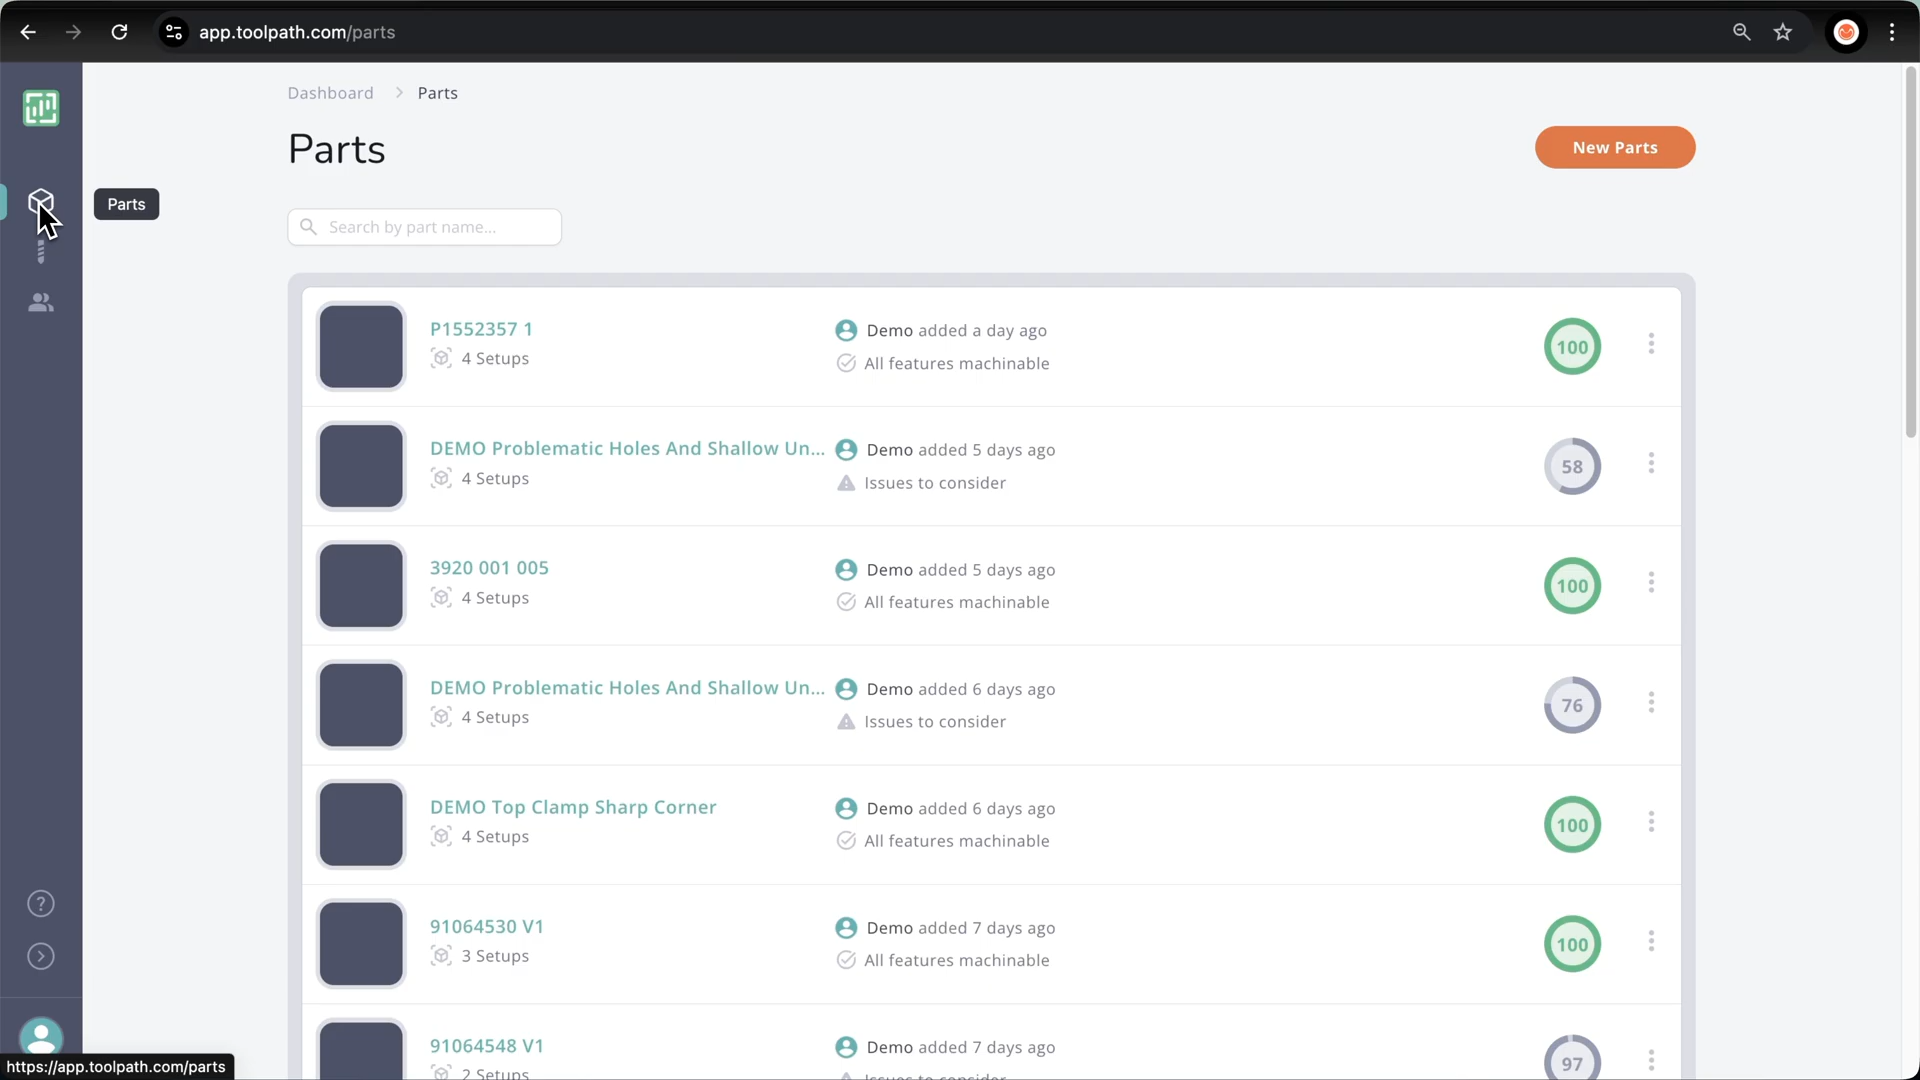 app.toolpath.com/parts
Dashboard > Parts
Parts
New Parts
Parts
Search by part name...
P1552357 1
4 Setups
Demo added a day ago
All features machinable
100
DEMO Problematic Holes And Shallow Un...
4 Setups
Demo added 5 days ago
Issues to consider
58
3920 001 005
4 Setups
Demo added 5 days ago
All features machinable
100
DEMO Problematic Holes And Shallow Un...
4 Setups
Demo added 6 days ago
Issues to consider
76
DEMO Top Clamp Sharp Corner
4 Setups
Demo added 6 days ago
All features machinable
100
91064530 V1
3 Setups
Demo added 7 days ago
All features machinable
100
91064548 V1
2 Setups
Demo added 7 days ago
Issues to consider
97
https://app.toolpath.com/parts